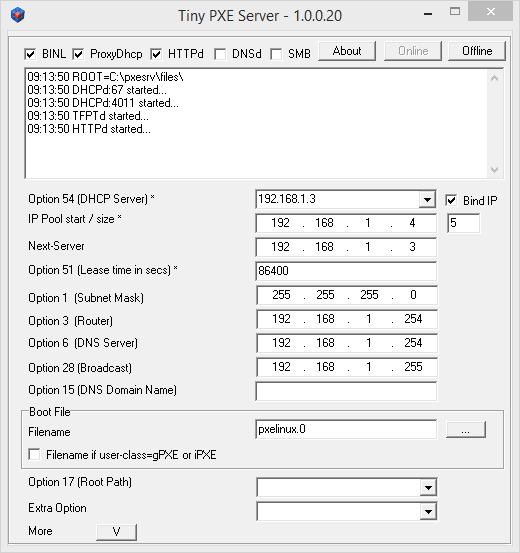 Tiny PXE Server - 1.0.0.20
BINL ProxyDhcp HTTPd DNSd SMB About Online Offline
09:13:50 ROOT=C:\pxesrv\files\
09:13:50 DHCPd:67 started...
09:13:50 DHCPd:4011 started...
09:13:50 TFPTd started...
09:13:50 HTTPd started...
Option 54 (DHCP Server) * 192.168.1.3 Bind IP
IP Pool start / size * 192 . 168 . 1 . 4 5
Next-Server 192 . 168 . 1 . 3
Option 51 (Lease time in secs) * 86400
Option 1 (Subnet Mask) 255 . 255 . 255 . 0
Option 3 (Router) 192 . 168 . 1 . 254
Option 6 (DNS Server) 192 . 168 . 1 . 254
Option 28 (Broadcast) 192 . 168 . 1 . 255
Option 15 (DNS Domain Name)
Boot File
Filename pxelinux.0 ...
Filename if user-class=gPXE or iPXE
Option 17 (Root Path)
Extra Option
More V